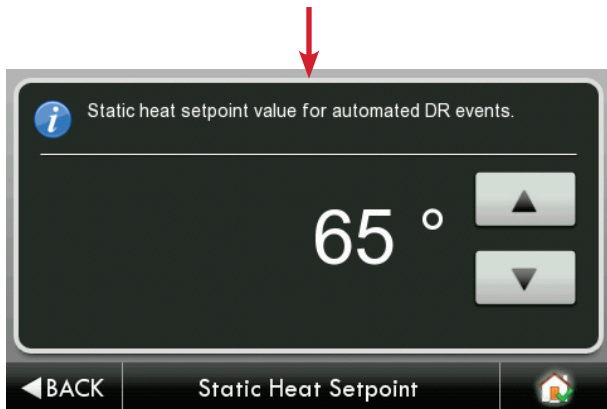 Static heat setpoint value for automated DR events.
65 °
BACK
Static Heat Setpoint